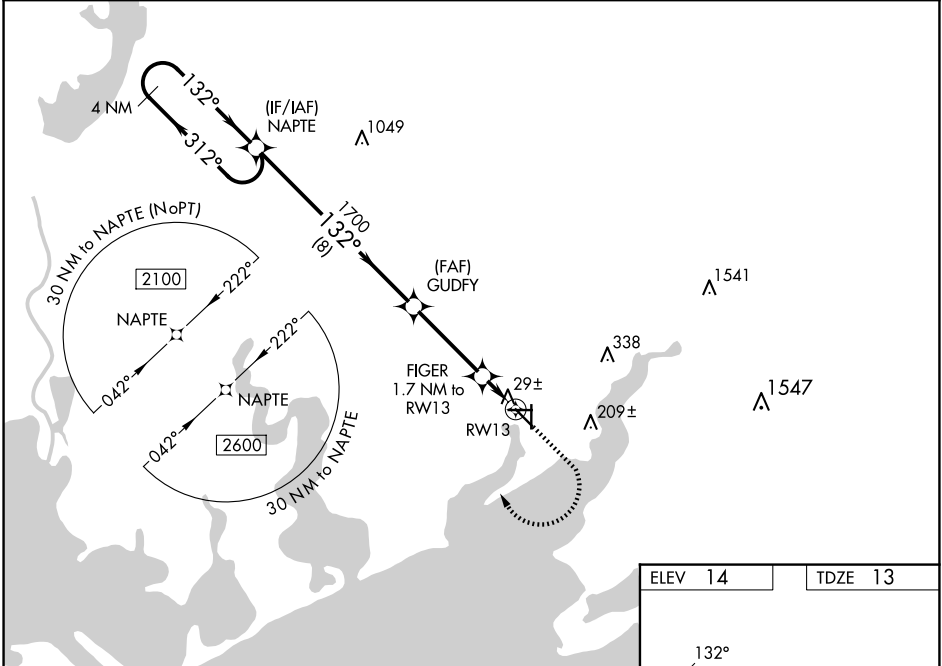 132°
4 NM
(IF/IAF)
NAPTE
1049
312°
30 NM to NAPTE (NoPT)
1700
132°
(8)
2100
222°
(FAF)
GUDFY
1541
NAPTE
222°
338
042°
FIGER
1.7 NM to
RW13
29±
1547
NAPTE
RW13
209±
042°
2600
30 NM to NAPTE
ELEV 14
TDZE 13
132°